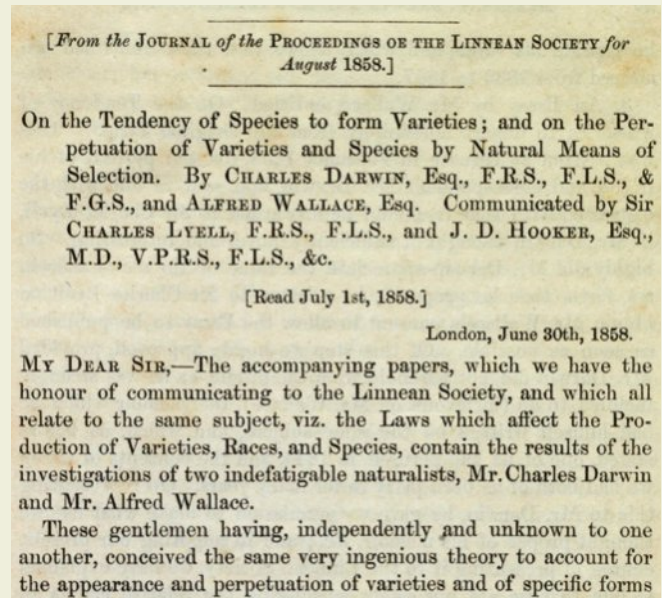 [From the JOURNAL of the PROCEEDINGS OF THE LINNEAN SOCIETY for
August 1858.]
On the Tendency of Species to form Varieties; and on the Per-
petuation of Varieties and Species by Natural Means of
Selection. By CHARLES DARWIN, Esq., F.R.S., F.L.S., &
F.G.S., and ALFRED WALLACE, Esq. Communicated by Sir
CHARLES LYELL, F.R.S., F.L.S., and J. D. HOOKER, Esq.,
M.D., V.P.R.S., F.L.S., &c.
[Read July 1st, 1858.]
London, June 30th, 1858.
MY DEAR SIR,—The accompanying papers, which we have the
honour of communicating to the Linnean Society, and which all
relate to the same subject, viz. the Laws which affect the Pro-
duction of Varieties, Races, and Species, contain the results of the
investigations of two indefatigable naturalists, Mr. Charles Darwin
and Mr. Alfred Wallace.
These gentlemen having, independently and unknown to one
another, conceived the same very ingenious theory to account for
the appearance and perpetuation of varieties and of specific forms